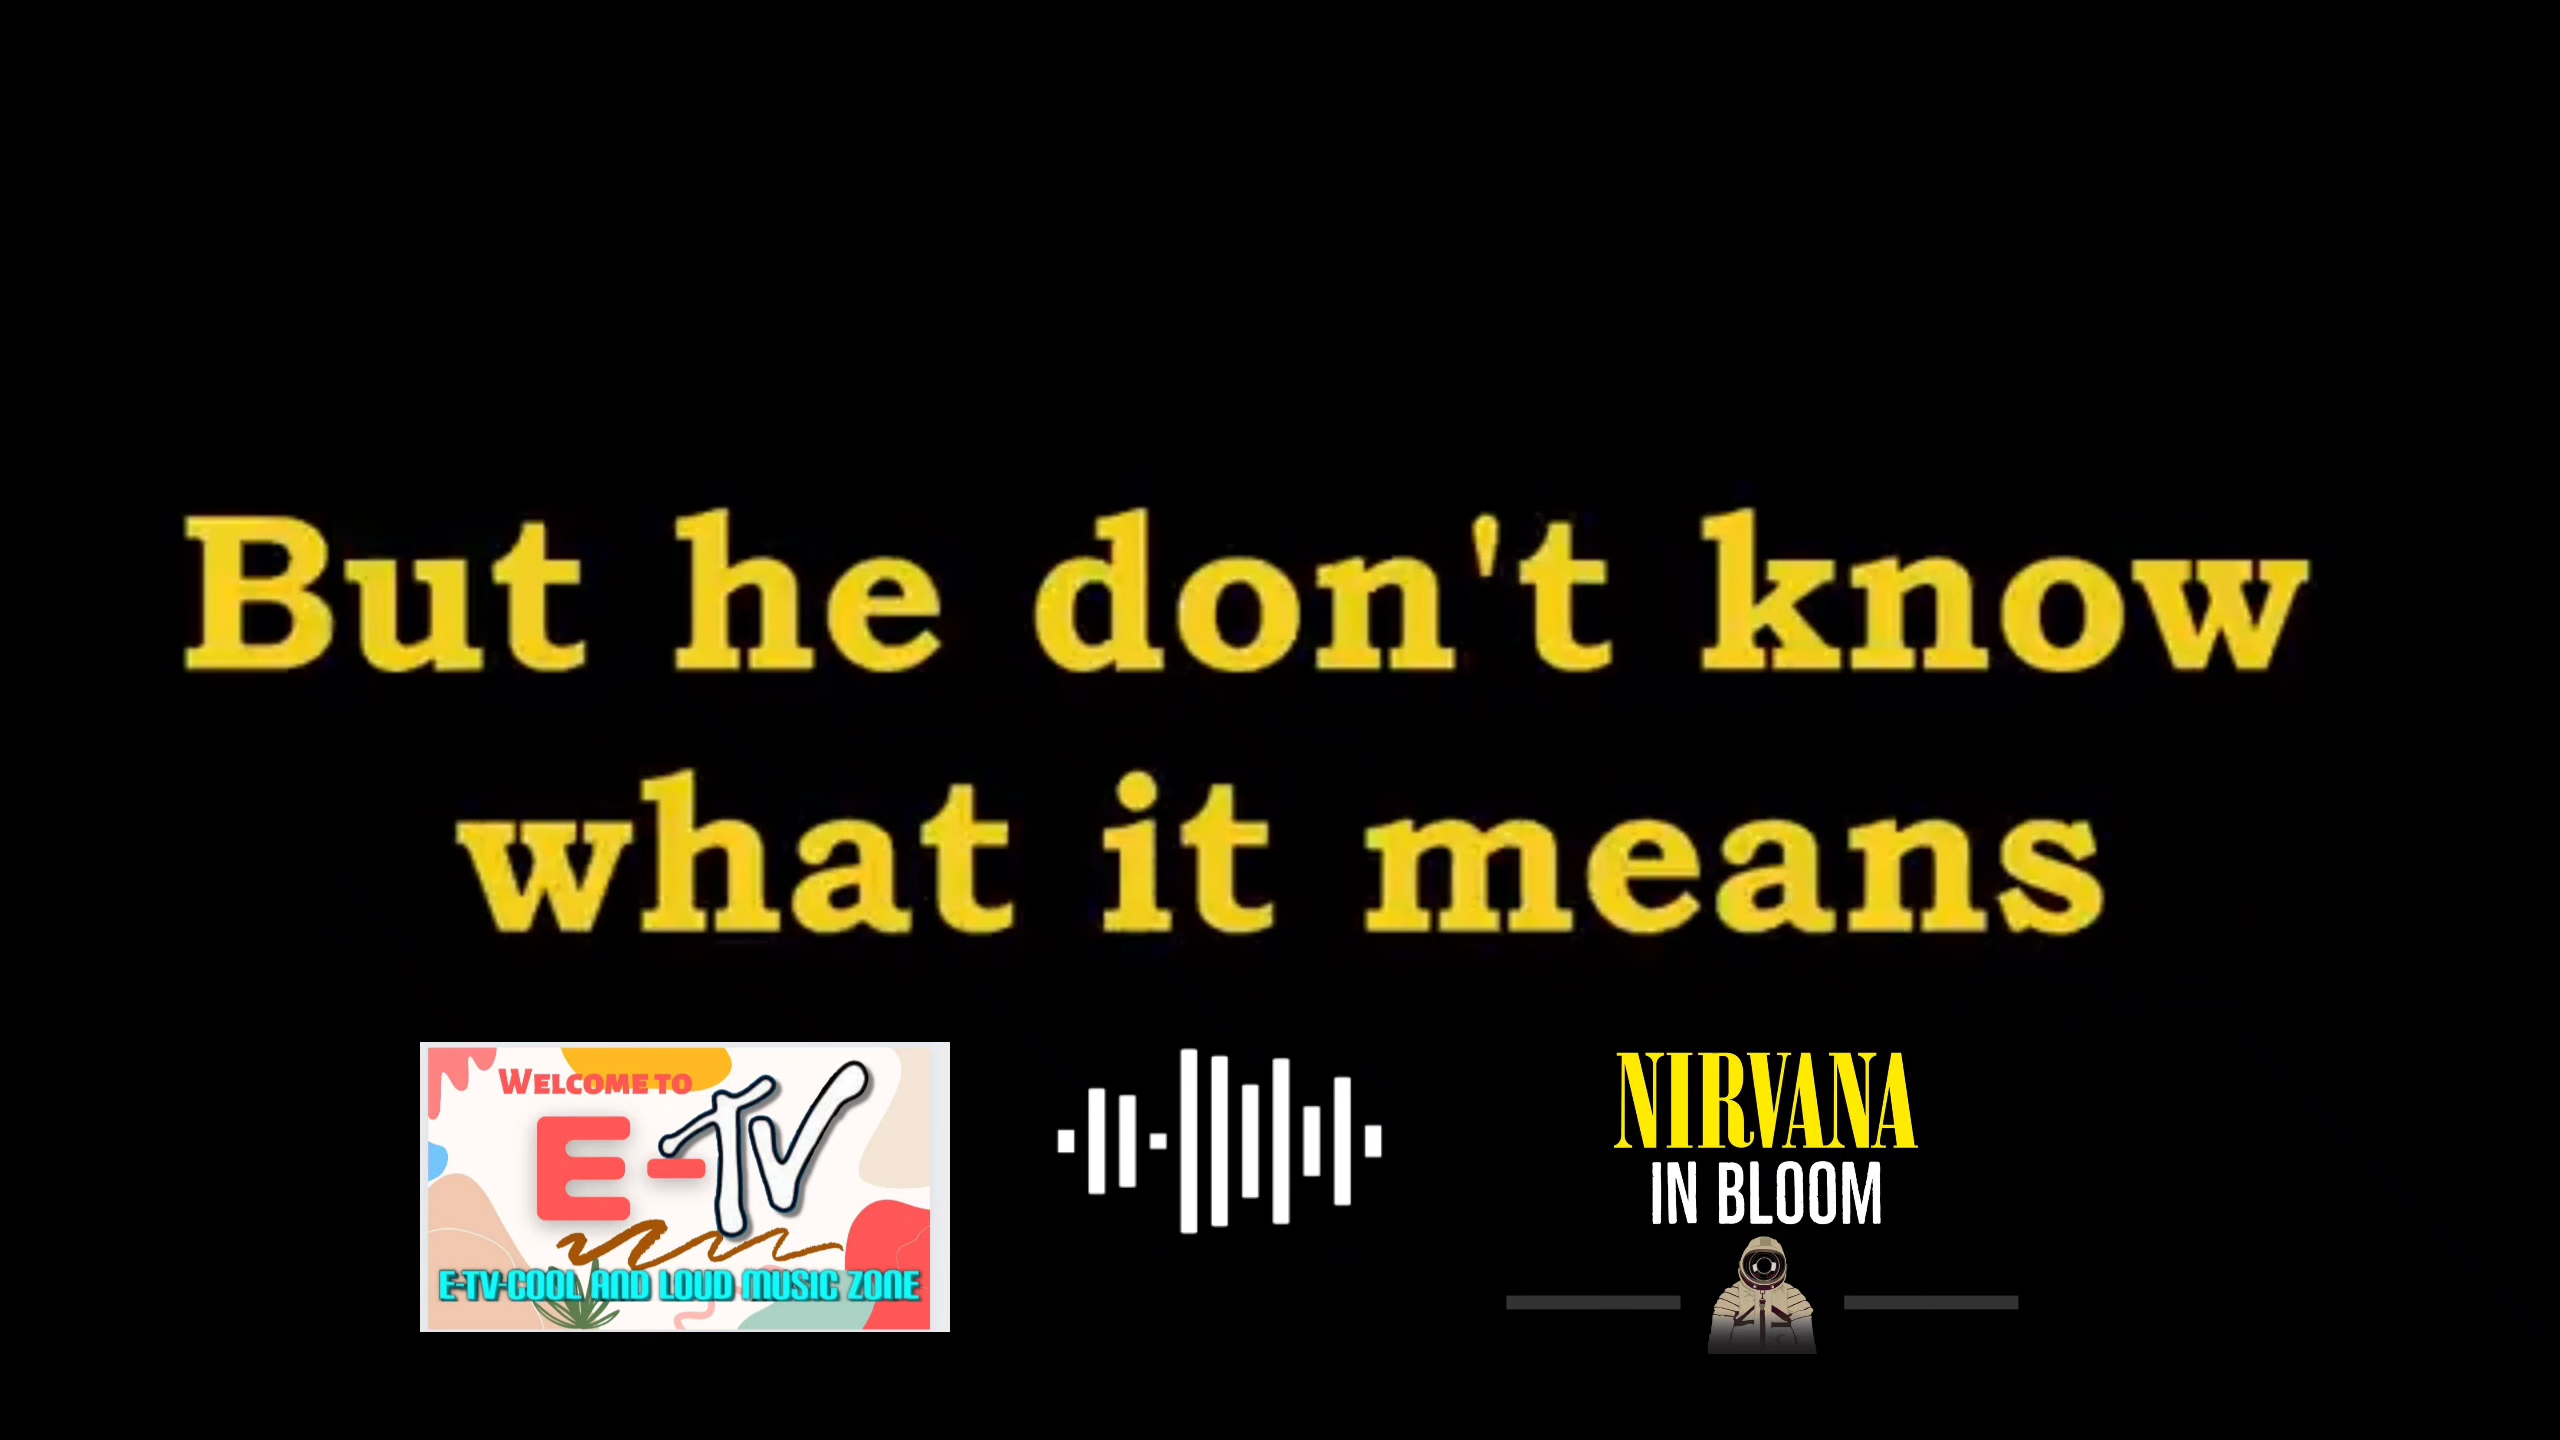 But he don't know
what it means
WELCOME TO
E-TV
E-TV-COOL AND LOUD MUSIC ZONE
NIRVANA
IN BLOOM